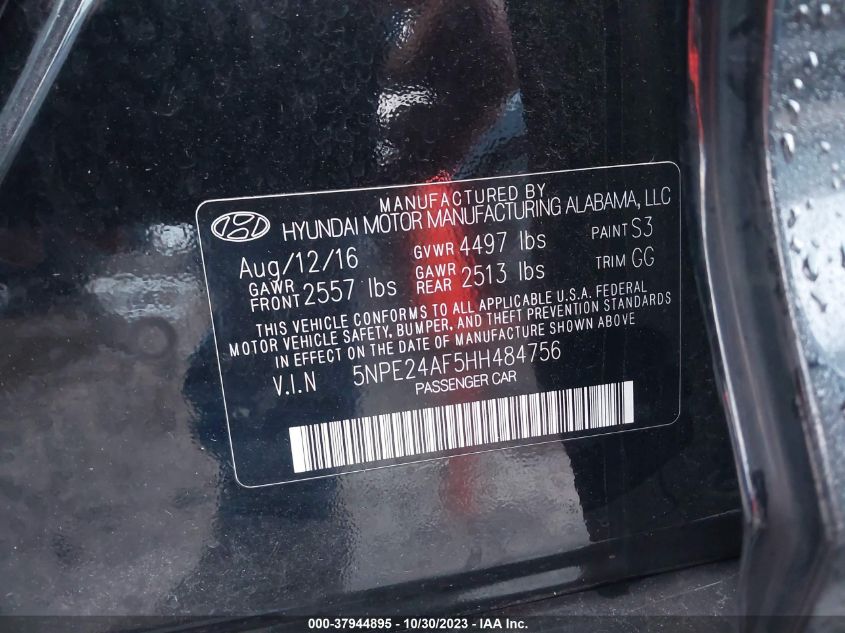 MANUFACTURED BY
HYUNDAI MOTOR MANUFACTURING ALABAMA, LLC
Aug/12/16 GVWR 4497 lbs PAINT S3
GAWR FRONT 2557 lbs GAWR REAR 2513 lbs TRIM GG
THIS VEHICLE CONFORMS TO ALL APPLICABLE U.S.A. FEDERAL
MOTOR VEHICLE SAFETY, BUMPER, AND THEFT PREVENTION STANDARDS
IN EFFECT ON THE DATE OF MANUFACTURE SHOWN ABOVE
V.I.N 5NPE24AF5HH484756
PASSENGER CAR
000-37944895 - 10/30/2023 - IAA Inc.